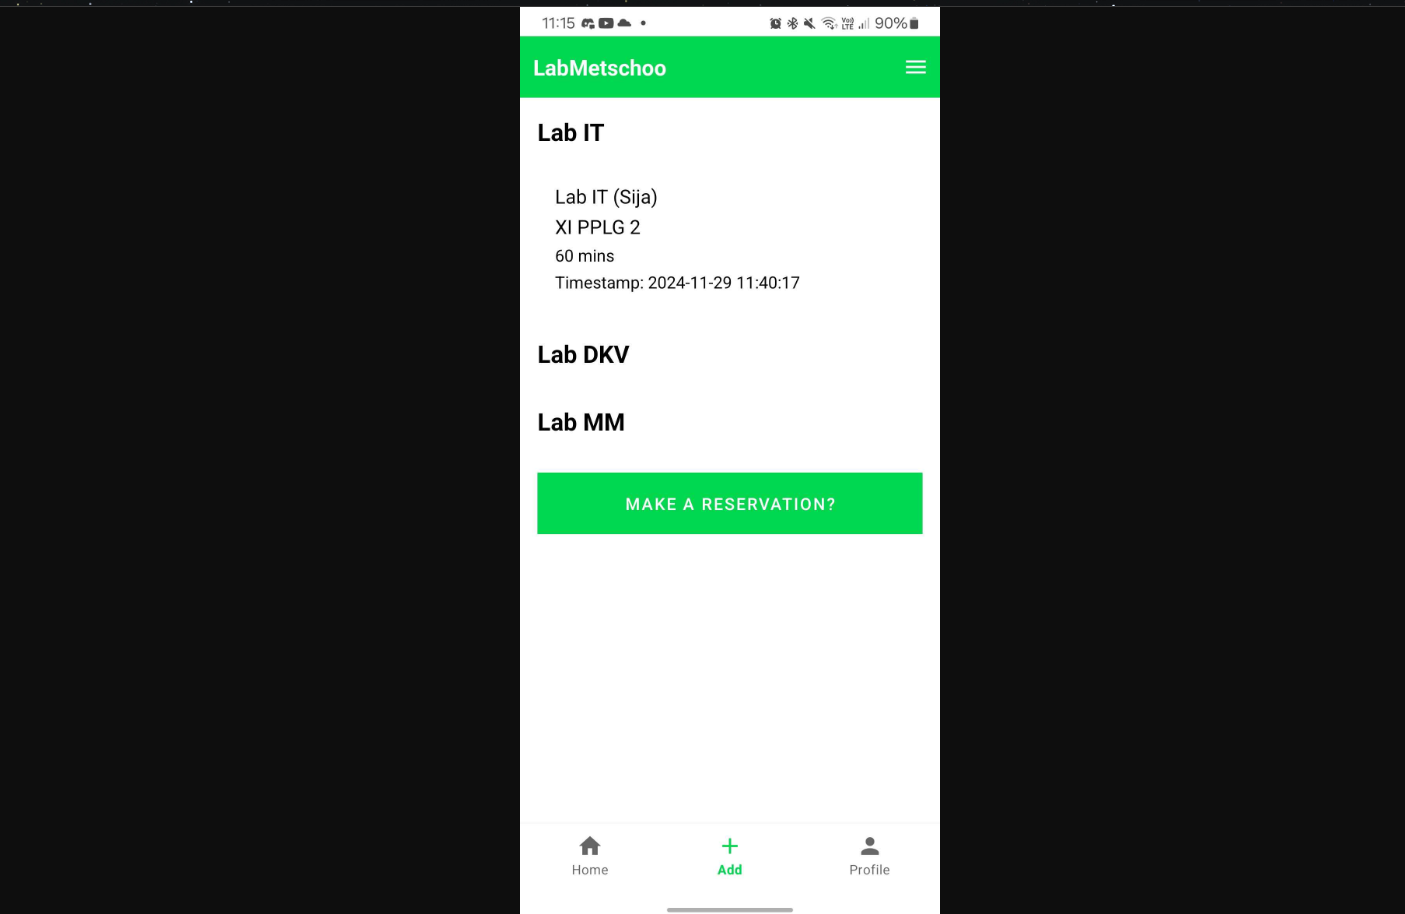 11:15 Vo)) LTE 90%
LabMetschoo
Lab IT
Lab IT (Sija)
XI PPLG 2
60 mins
Timestamp: 2024-11-29 11:40:17
Lab DKV
Lab MM
MAKE A RESERVATION?
Home Add Profile